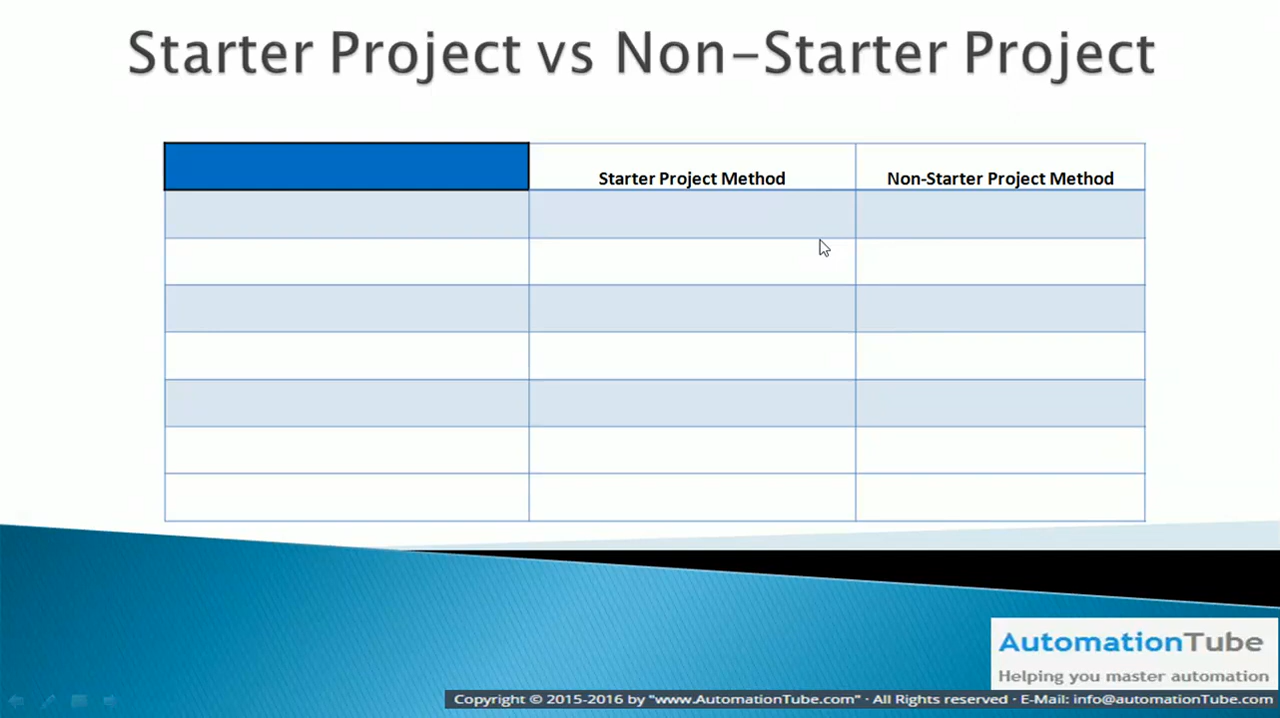 Starter Project vs Non-Starter Project
Starter Project Method
Non-Starter Project Method
AutomationTube
Helping you master automation
Copyright © 2015-2016 by "www.AutomationTube.com" · All Rights reserved · E-Mail: info@automationTube.com